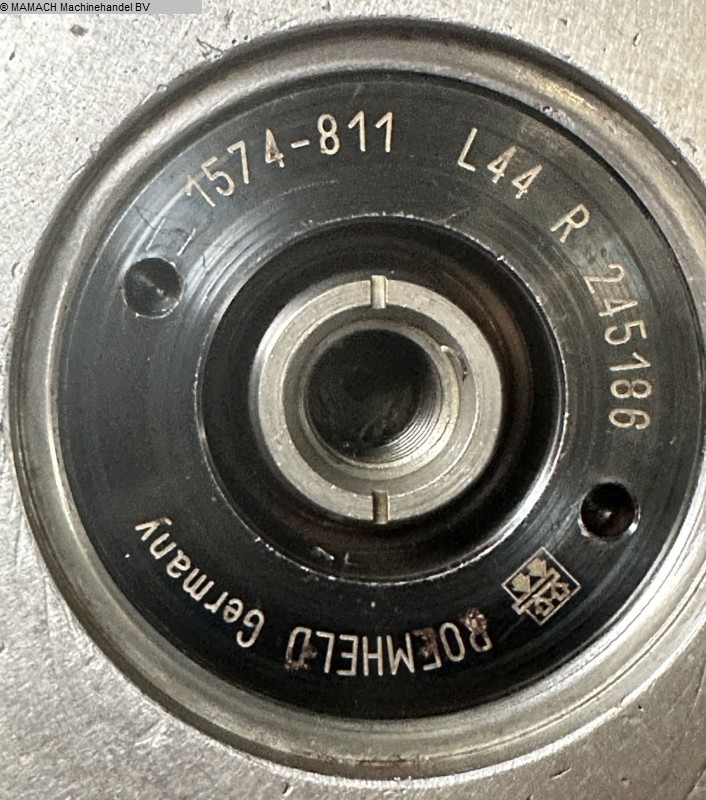 © MAMACH Machinehandel BV
1574-811 L44 R 245186
ROEMHELD Germany